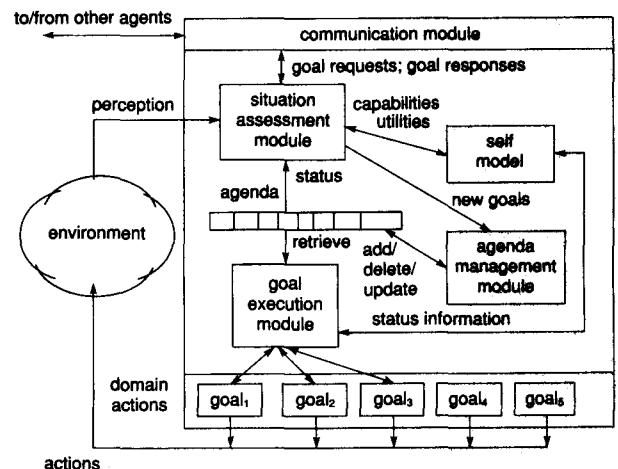 to/from other agents
communication module
goal requests; goal responses
perception
situation
assessment
module
capabilities
utilities
self
model
status
agenda
new goals
environment
retrieve
add/
delete/
update
agenda
management
module
goal
execution
module
status information
domain
actions
goal₁
goal₂
goal₃
goal₄
goal₅
actions